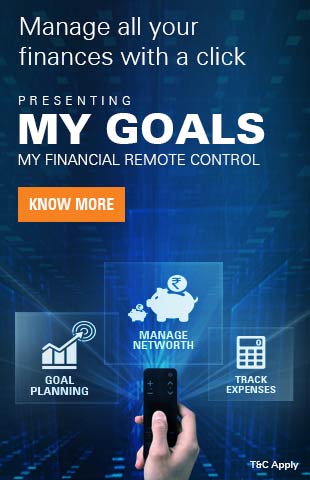 Manage all your
finances with a click
PRESENTING
MY GOALS
MY FINANCIAL REMOTE CONTROL
KNOW MORE
MANAGE
NETWORTH
GOAL
PLANNING
TRACK
EXPENSES
T&C Apply